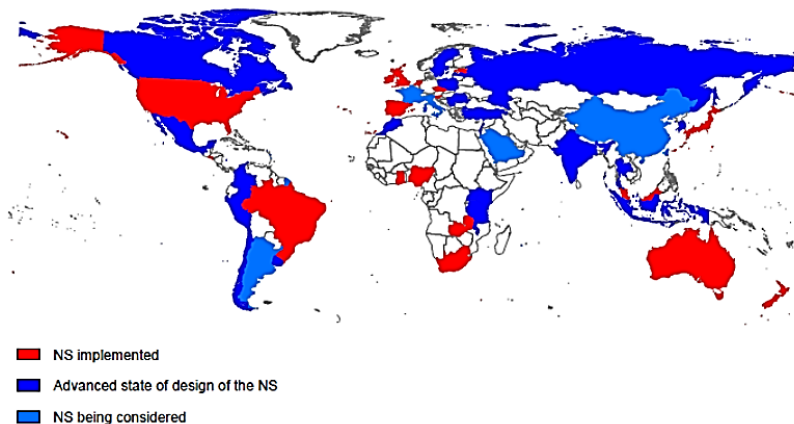 NS implemented
Advanced state of design of the NS
NS being considered